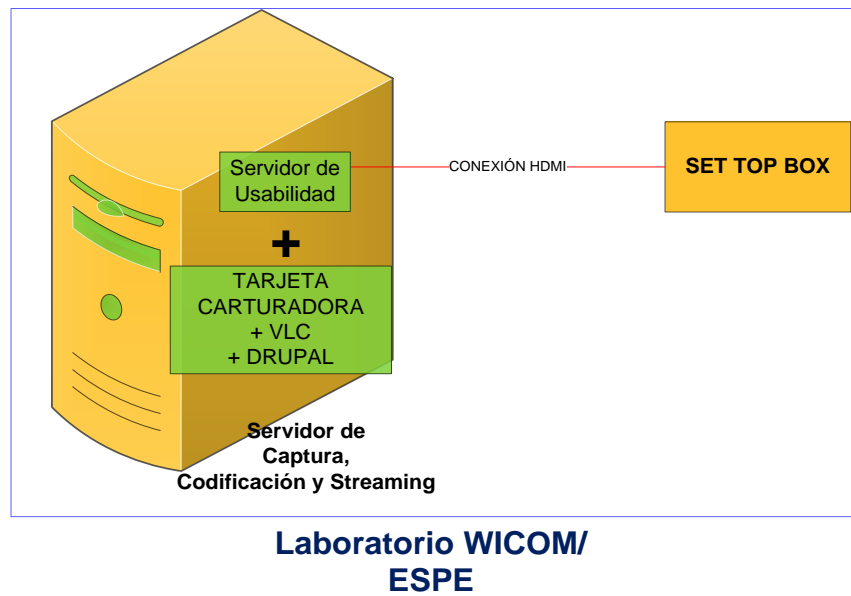 Servidor de
Usabilidad
CONEXIÓN HDMI
SET TOP BOX
+
TARJETA
CARTURADORA
+ VLC
+ DRUPAL
Servidor de
Captura,
Codificación y Streaming
Laboratorio WICOM/
ESPE